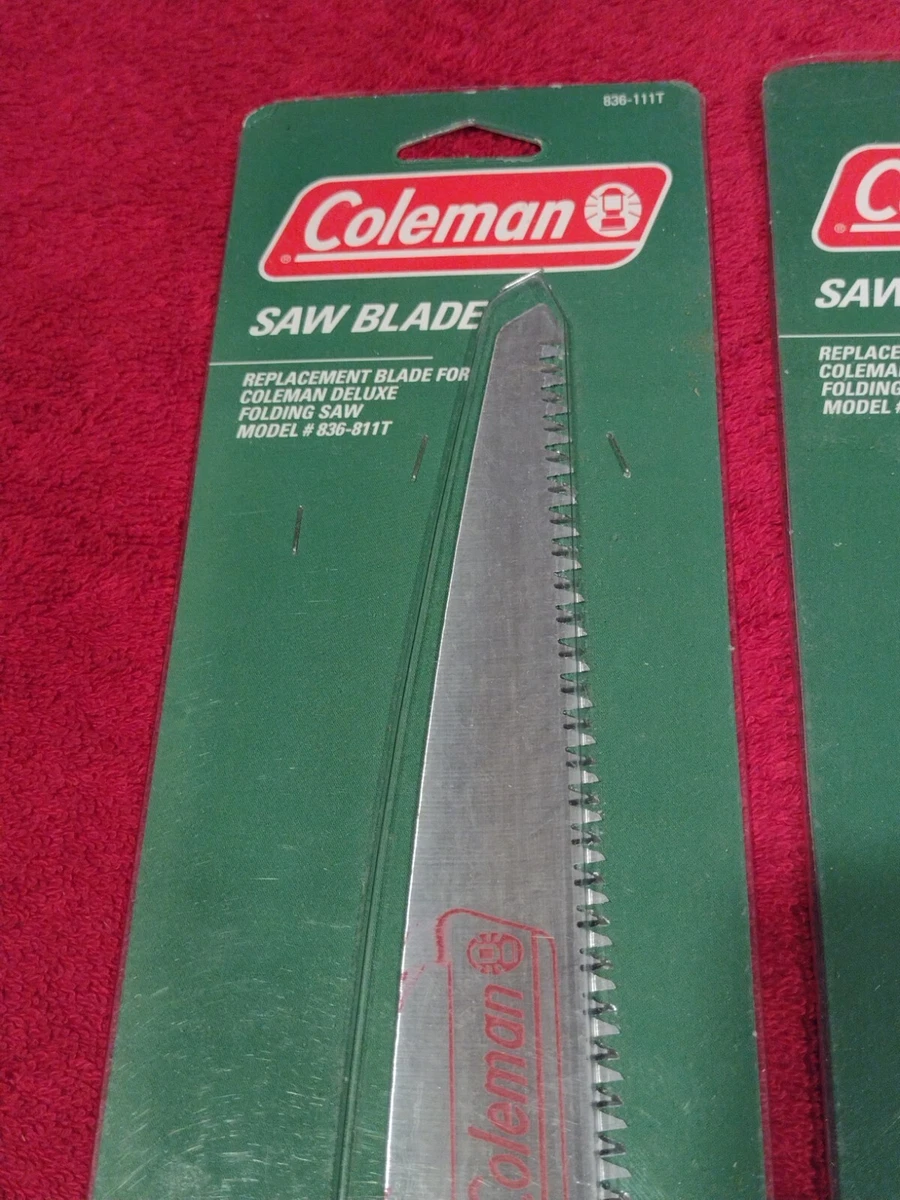 836-111T
Coleman
®
SAW BLADE
REPLACEMENT BLADE FOR
COLEMAN DELUXE
FOLDING SAW
MODEL # 836-811T
Coleman
®
SAW
REPLACE
COLEMA
FOLDING
MODEL #